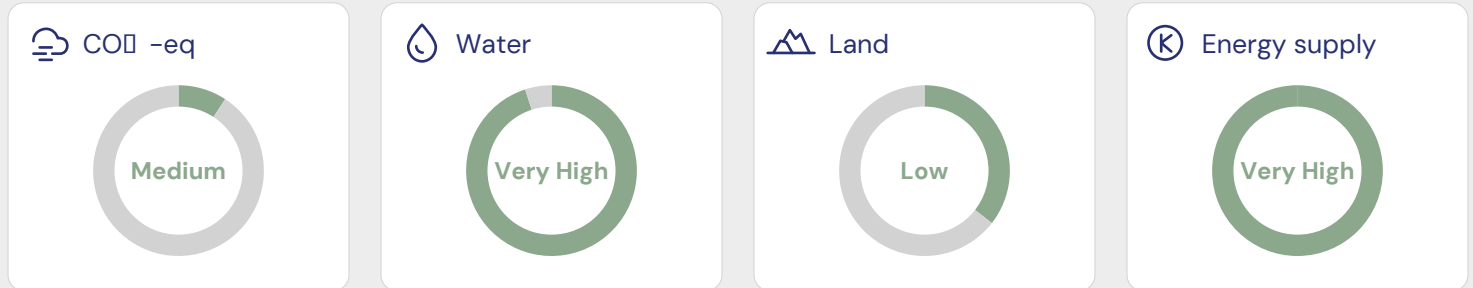 CO▯ -eq
Water
Land
Energy supply
Medium
Very High
Low
Very High